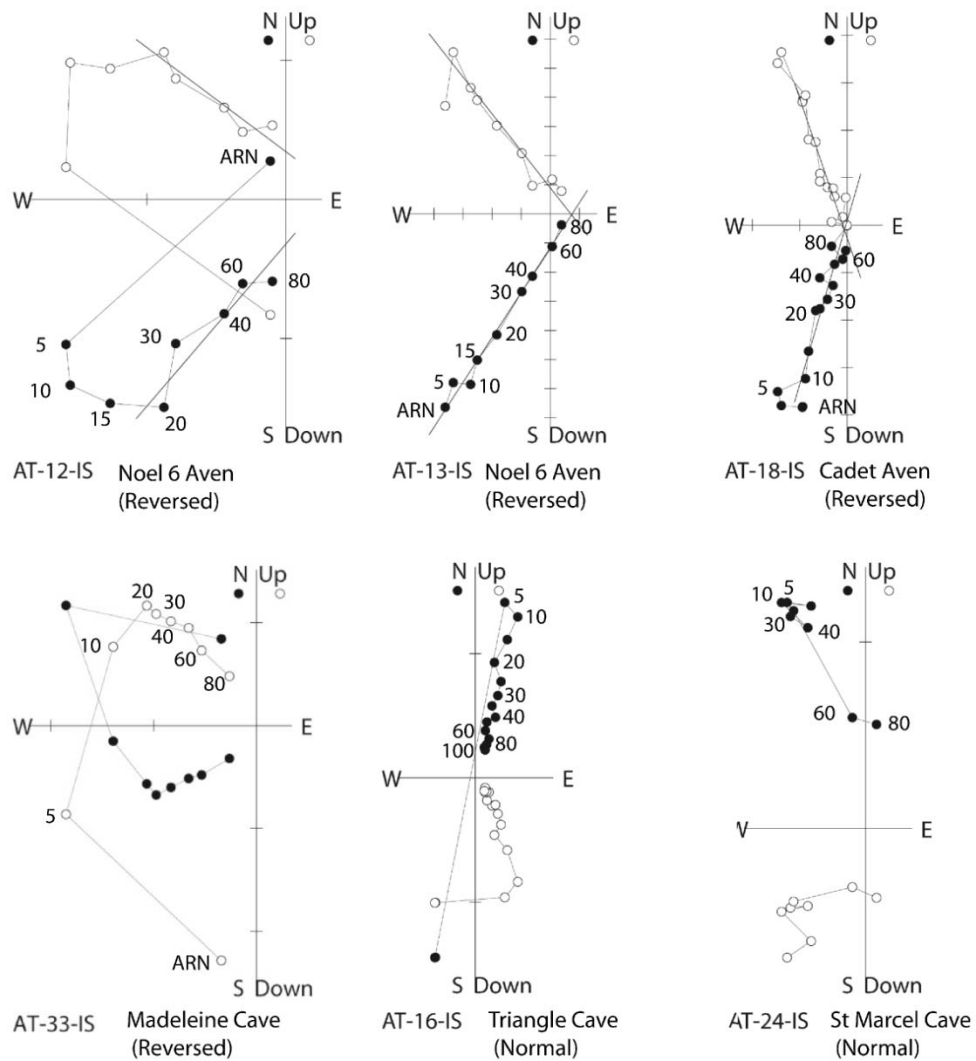 N Up
ARN
W E
60
80
5
30
40
10
15
20
S Down
AT-12-IS Noel 6 Aven
(Reversed)
N Up
W E
80
60
40
30
20
15
5
10
ARN
S Down
AT-13-IS Noel 6 Aven
(Reversed)
N Up
W E
80
60
40
30
20
10
5
ARN
S Down
AT-18-IS Cadet Aven
(Reversed)
N Up
20
30
10
40
60
80
W E
5
ARN
S Down
AT-33-IS Madeleine Cave
(Reversed)
N Up
5
10
20
30
40
60
80
100
W E
S Down
AT-16-IS Triangle Cave
(Normal)
N Up
10 5
30
40
60
80
W E
S Down
AT-24-IS St Marcel Cave
(Normal)